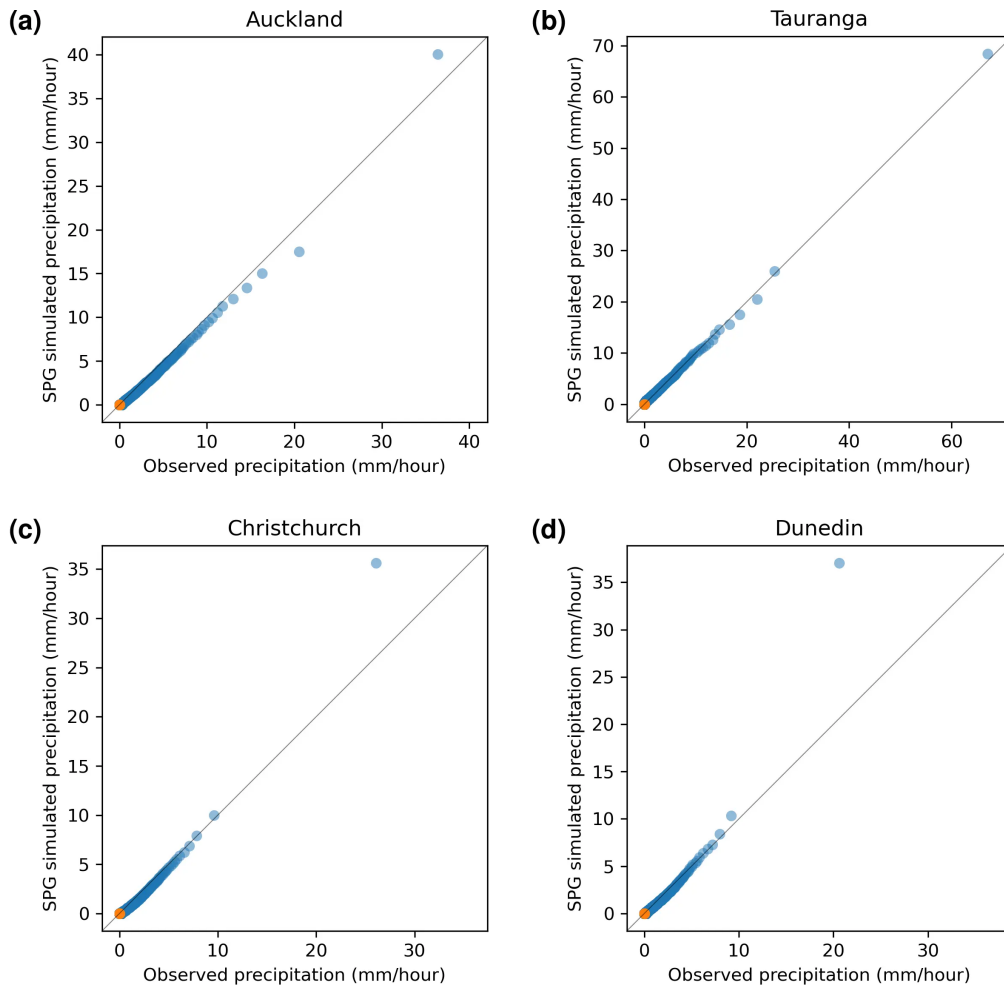 (a)
Auckland
SPG simulated precipitation (mm/hour)
40
35
30
25
20
15
10
5
0
0 10 20 30 40
Observed precipitation (mm/hour)
(b)
Tauranga
SPG simulated precipitation (mm/hour)
70
60
50
40
30
20
10
0
0 20 40 60
Observed precipitation (mm/hour)
(c)
Christchurch
SPG simulated precipitation (mm/hour)
35
30
25
20
15
10
5
0
0 10 20 30
Observed precipitation (mm/hour)
(d)
Dunedin
SPG simulated precipitation (mm/hour)
35
30
25
20
15
10
5
0
0 10 20 30
Observed precipitation (mm/hour)